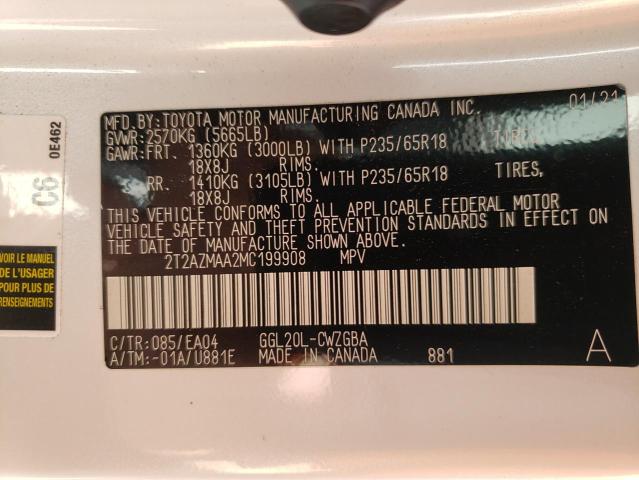 MFD.BY:TOYOTA MOTOR MANUFACTURING CANADA INC. 01/21
GVWR:2570KG (5665LB)
GAWR:FRT. 1360KG (3000LB) WITH P235/65R18 TIRES,
18X8J RIMS.
RR. 1410KG (3105LB) WITH P235/65R18 TIRES,
18X8J RIMS.
THIS VEHICLE CONFORMS TO ALL APPLICABLE FEDERAL MOTOR
VEHICLE SAFETY AND THEFT PREVENTION STANDARDS IN EFFECT ON
THE DATE OF MANUFACTURE SHOWN ABOVE.
2T2AZMAA2MC199908 MPV
C/TR:085/EA04 GGL20L-CWZGBA
A/TM:-01A/U881E MADE IN CANADA 881 A
C6 0E462
VOIR LE MANUEL
DE L'USAGER
POUR PLUS DE
RENSEIGNEMENTS